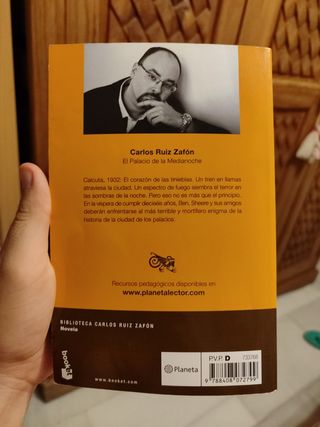 Carlos Ruiz Zafón
El Palacio de la Medianoche
Calcuta, 1932: El corazón de las tinieblas. Un tren en llamas
atraviesa la ciudad. Un espectro de fuego siembra el terror en
las sombras de la noche. Pero eso no es más que el principio.
En la víspera de cumplir dieciséis años, Ben, Sheere y sus amigos
deberán enfrentarse al más terrible y mortífero enigma de la
historia de la ciudad de los palacios.
Recursos pedagógicos disponibles en
www.planetalector.com
BIBLIOTECA CARLOS RUIZ ZAFÓN
Novela
booket
www.booket.com
Planeta
P.V.P. D 733768
9 788408 072799